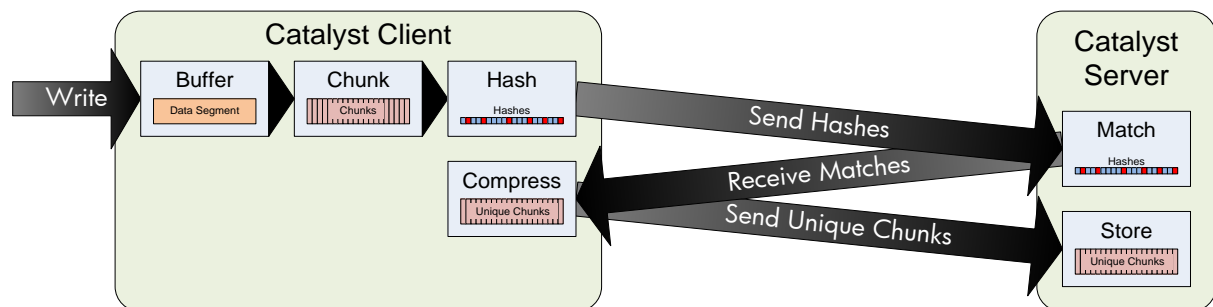 Catalyst Client
Catalyst
Server
Write
Buffer
Data Segment
Chunk
Chunks
Hash
Hashes
Send Hashes
Match
Hashes
Receive Matches
Compress
Unique Chunks
Send Unique Chunks
Store
Unique Chunks